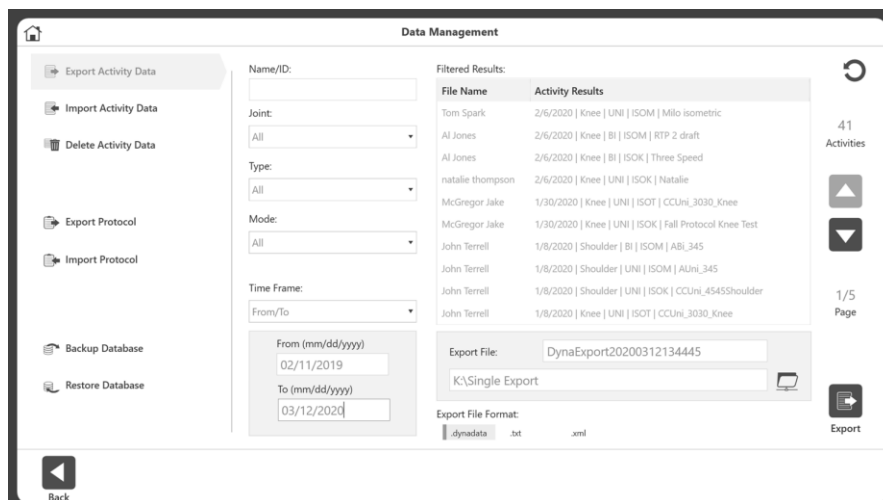 Data Management
Export Activity Data
Import Activity Data
Delete Activity Data
Export Protocol
Import Protocol
Backup Database
Restore Database
Back
Name/ID:
Joint:
All
Type:
All
Mode:
All
Time Frame:
From/To
From (mm/dd/yyyy)
02/11/2019
To (mm/dd/yyyy)
03/12/2020
Filtered Results:
File Name Activity Results
Tom Spark 2/6/2020 | Knee | UNI | ISOM | Milo isometric
Al Jones 2/6/2020 | Knee | BI | ISOM | RTP 2 draft
Al Jones 2/6/2020 | Knee | BI | ISOK | Three Speed
natalie thompson 2/6/2020 | Knee | UNI | ISOK | Natalie
McGregor Jake 1/30/2020 | Knee | UNI | ISOT | CCUni_3030_Knee
McGregor Jake 1/30/2020 | Knee | UNI | ISOK | Fall Protocol Knee Test
John Terrell 1/8/2020 | Shoulder | BI | ISOM | ABi_345
John Terrell 1/8/2020 | Shoulder | UNI | ISOM | AUni_345
John Terrell 1/8/2020 | Shoulder | UNI | ISOK | CCUni_4545Shoulder
John Terrell 1/8/2020 | Knee | UNI | ISOT | CCUni_3030_Knee
Export File: DynaExport20200312134445
K:\Single Export
Export File Format:
.dynadata .txt .xml
41
Activities
1/5
Page
Export